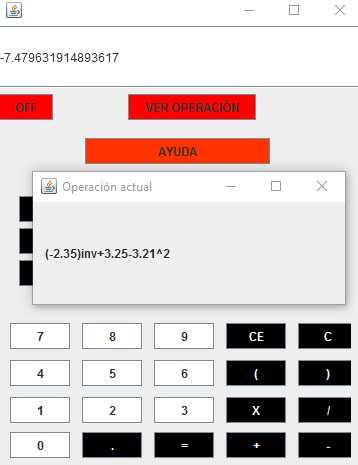 -7.479631914893617
OFF VER OPERACIÓN
AYUDA
Operación actual
(-2.35)inv+3.25-3.21^2
7 8 9 CE C
4 5 6 ( )
1 2 3 X /
0 . = + -